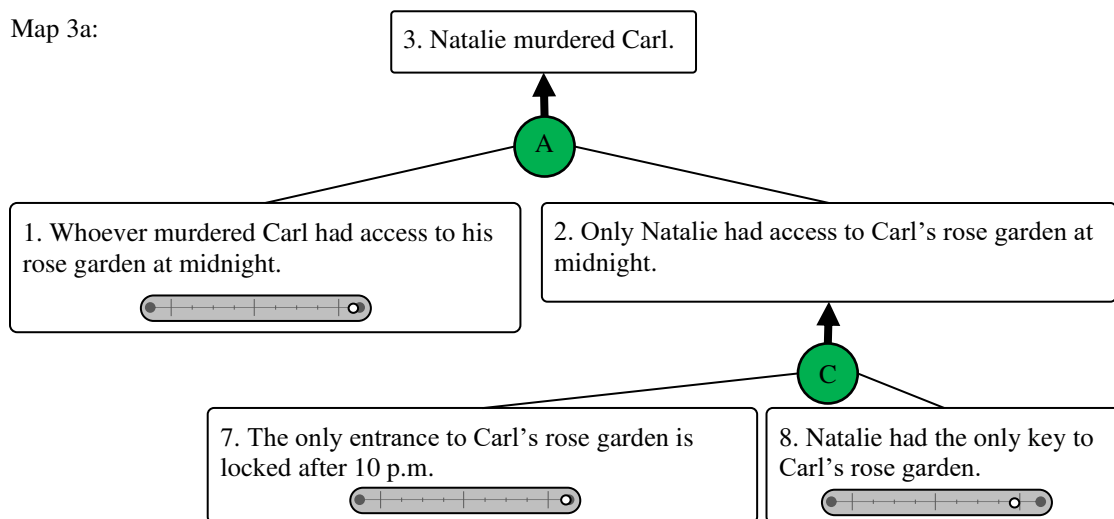 Map 3a:
3. Natalie murdered Carl.
A
1. Whoever murdered Carl had access to his
rose garden at midnight.
2. Only Natalie had access to Carl’s rose garden at
midnight.
C
7. The only entrance to Carl’s rose garden is
locked after 10 p.m.
8. Natalie had the only key to
Carl’s rose garden.